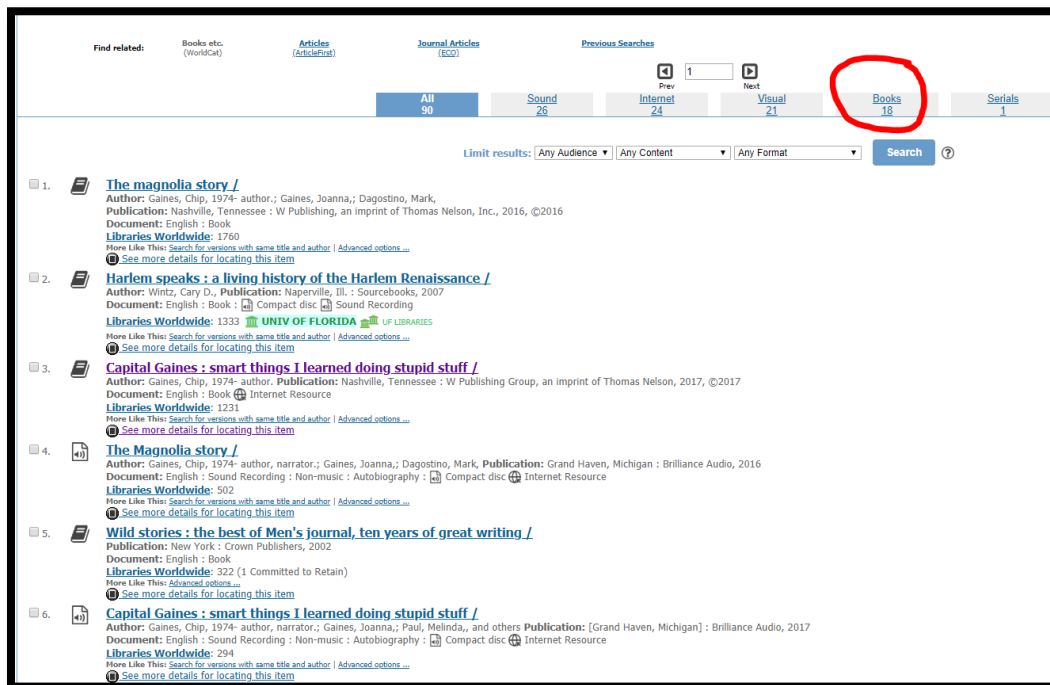 Find related: Books etc. Articles Journal Articles Previous Searches
(WorldCat) (ArticleFirst) (ECO)
1
Prev Next
All Sound Internet Visual Books Serials
90 26 24 21 18 1
Limit results: Any Audience Any Content Any Format Search ?
1. The magnolia story /
Author: Gaines, Chip, 1974- author.; Gaines, Joanna,; Dagostino, Mark,
Publication: Nashville, Tennessee : W Publishing, an imprint of Thomas Nelson, Inc., 2016, ©2016
Document: English : Book
Libraries Worldwide: 1760
More Like This: Search for versions with same title and author | Advanced options ...
See more details for locating this item
2. Harlem speaks : a living history of the Harlem Renaissance /
Author: Wintz, Cary D., Publication: Naperville, Ill. : Sourcebooks, 2007
Document: English : Book : Compact disc Sound Recording
Libraries Worldwide: 1333 UNIV OF FLORIDA UF LIBRARIES
More Like This: Search for versions with same title and author | Advanced options ...
See more details for locating this item
3. Capital Gaines : smart things I learned doing stupid stuff /
Author: Gaines, Chip, 1974- author. Publication: Nashville, Tennessee : W Publishing Group, an imprint of Thomas Nelson, 2017, ©2017
Document: English : Book Internet Resource
Libraries Worldwide: 1231
More Like This: Search for versions with same title and author | Advanced options ...
See more details for locating this item
4. The Magnolia story /
Author: Gaines, Chip, 1974- author, narrator.; Gaines, Joanna,; Dagostino, Mark, Publication: Grand Haven, Michigan : Brilliance Audio, 2016
Document: English : Sound Recording : Non-music : Autobiography : Compact disc Internet Resource
Libraries Worldwide: 502
More Like This: Search for versions with same title and author | Advanced options ...
See more details for locating this item
5. Wild stories : the best of Men's journal, ten years of great writing /
Publication: New York : Crown Publishers, 2002
Document: English : Book
Libraries Worldwide: 322 (1 Committed to Retain)
More Like This: Advanced options ...
See more details for locating this item
6. Capital Gaines : smart things I learned doing stupid stuff /
Author: Gaines, Chip, 1974- author, narrator.; Gaines, Joanna,; Paul, Melinda,, and others Publication: [Grand Haven, Michigan] : Brilliance Audio, 2017
Document: English : Sound Recording : Non-music : Autobiography : Compact disc Internet Resource
Libraries Worldwide: 294
More Like This: Search for versions with same title and author | Advanced options ...
See more details for locating this item